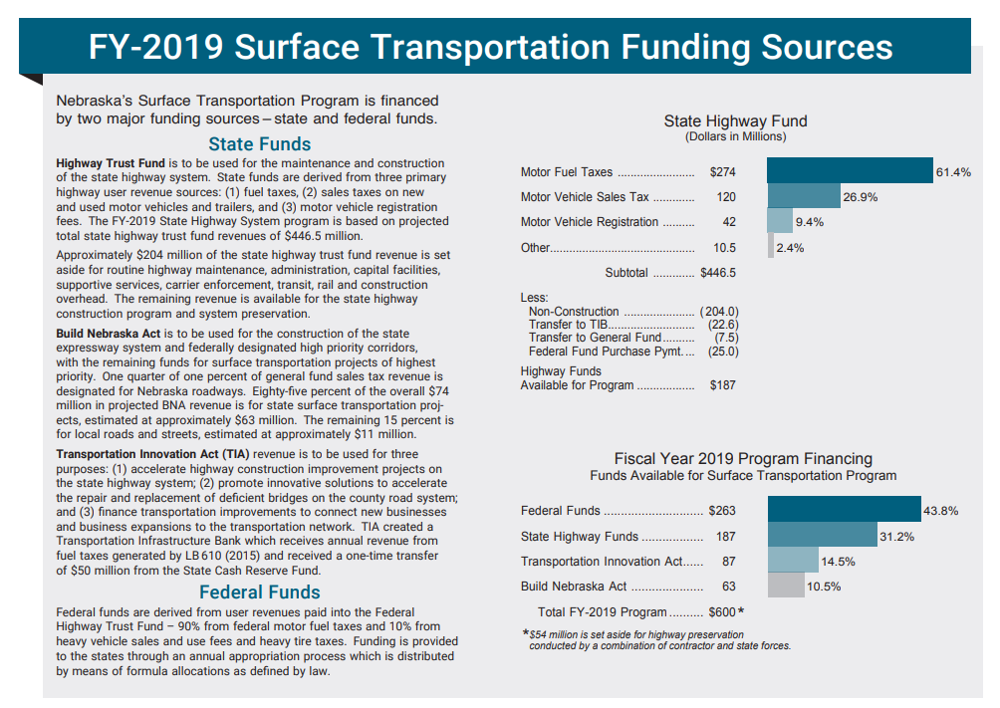 FY-2019 Surface Transportation Funding Sources
Nebraska's Surface Transportation Program is financed
by two major funding sources – state and federal funds.
State Funds
Highway Trust Fund is to be used for the maintenance and construction
of the state highway system. State funds are derived from three primary
highway user revenue sources: (1) fuel taxes, (2) sales taxes on new
and used motor vehicles and trailers, and (3) motor vehicle registration
fees. The FY-2019 State Highway System program is based on projected
total state highway trust fund revenues of $446.5 million.
Approximately $204 million of the state highway trust fund revenue is set
aside for routine highway maintenance, administration, capital facilities,
supportive services, carrier enforcement, transit, rail and construction
overhead. The remaining revenue is available for the state highway
construction program and system preservation.
Build Nebraska Act is to be used for the construction of the state
expressway system and federally designated high priority corridors,
with the remaining funds for surface transportation projects of highest
priority. One quarter of one percent of general fund sales tax revenue is
designated for Nebraska roadways. Eighty-five percent of the overall $74
million in projected BNA revenue is for state surface transportation proj-
ects, estimated at approximately $63 million. The remaining 15 percent is
for local roads and streets, estimated at approximately $11 million.
Transportation Innovation Act (TIA) revenue is to be used for three
purposes: (1) accelerate highway construction improvement projects on
the state highway system; (2) promote innovative solutions to accelerate
the repair and replacement of deficient bridges on the county road system;
and (3) finance transportation improvements to connect new businesses
and business expansions to the transportation network. TIA created a
Transportation Infrastructure Bank which receives annual revenue from
fuel taxes generated by LB 610 (2015) and received a one-time transfer
of $50 million from the State Cash Reserve Fund.
Federal Funds
Federal funds are derived from user revenues paid into the Federal
Highway Trust Fund – 90% from federal motor fuel taxes and 10% from
heavy vehicle sales and use fees and heavy tire taxes. Funding is provided
to the states through an annual appropriation process which is distributed
by means of formula allocations as defined by law.
State Highway Fund
(Dollars in Millions)
Motor Fuel Taxes ........................ $274 61.4%
Motor Vehicle Sales Tax ............. 120 26.9%
Motor Vehicle Registration .......... 42 9.4%
Other............................................. 10.5 2.4%
Subtotal ............. $446.5
Less:
Non-Construction ...................... (204.0)
Transfer to TIB........................... (22.6)
Transfer to General Fund.......... (7.5)
Federal Fund Purchase Pymt. ... (25.0)
Highway Funds
Available for Program .................. $187
Fiscal Year 2019 Program Financing
Funds Available for Surface Transportation Program
Federal Funds ............................ $263 43.8%
State Highway Funds ................... 187 31.2%
Transportation Innovation Act...... 87 14.5%
Build Nebraska Act ...................... 63 10.5%
Total FY-2019 Program .......... $600 *
*$54 million is set aside for highway preservation
conducted by a combination of contractor and state forces.